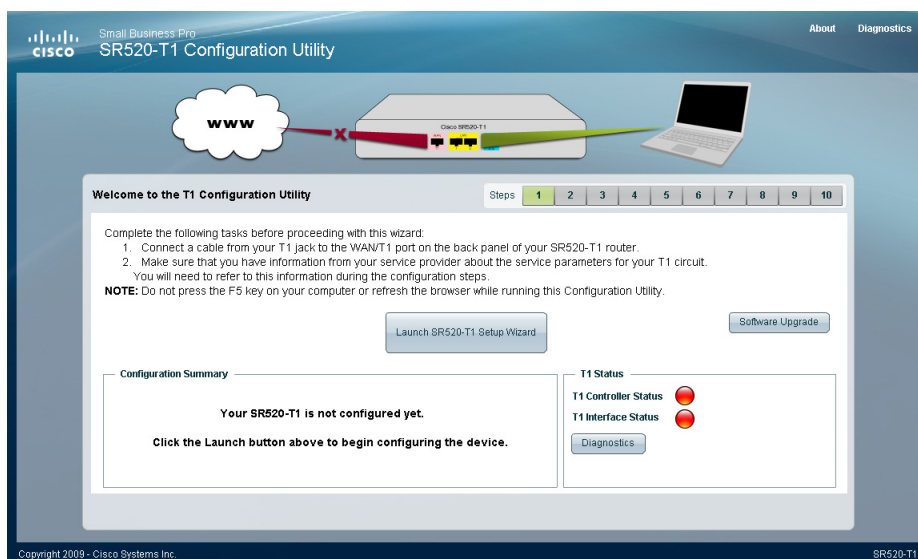 Small Business Pro
CISCO
SR520-T1 Configuration Utility
About Diagnostics
WWW
X
Cisco SR520-T1
Welcome to the T1 Configuration Utility
Steps 1 2 3 4 5 6 7 8 9 10
Complete the following tasks before proceeding with this wizard:
1. Connect a cable from your T1 jack to the WAN/T1 port on the back panel of your SR520-T1 router.
2. Make sure that you have information from your service provider about the service parameters for your T1 circuit.
You will need to refer to this information during the configuration steps.
NOTE: Do not press the F5 key on your computer or refresh the browser while running this Configuration Utility.
Launch SR520-T1 Setup Wizard
Software Upgrade
Configuration Summary
Your SR520-T1 is not configured yet.
Click the Launch button above to begin configuring the device.
T1 Status
T1 Controller Status
T1 Interface Status
Diagnostics
Copyright 2009 - Cisco Systems Inc.
SR520-T1